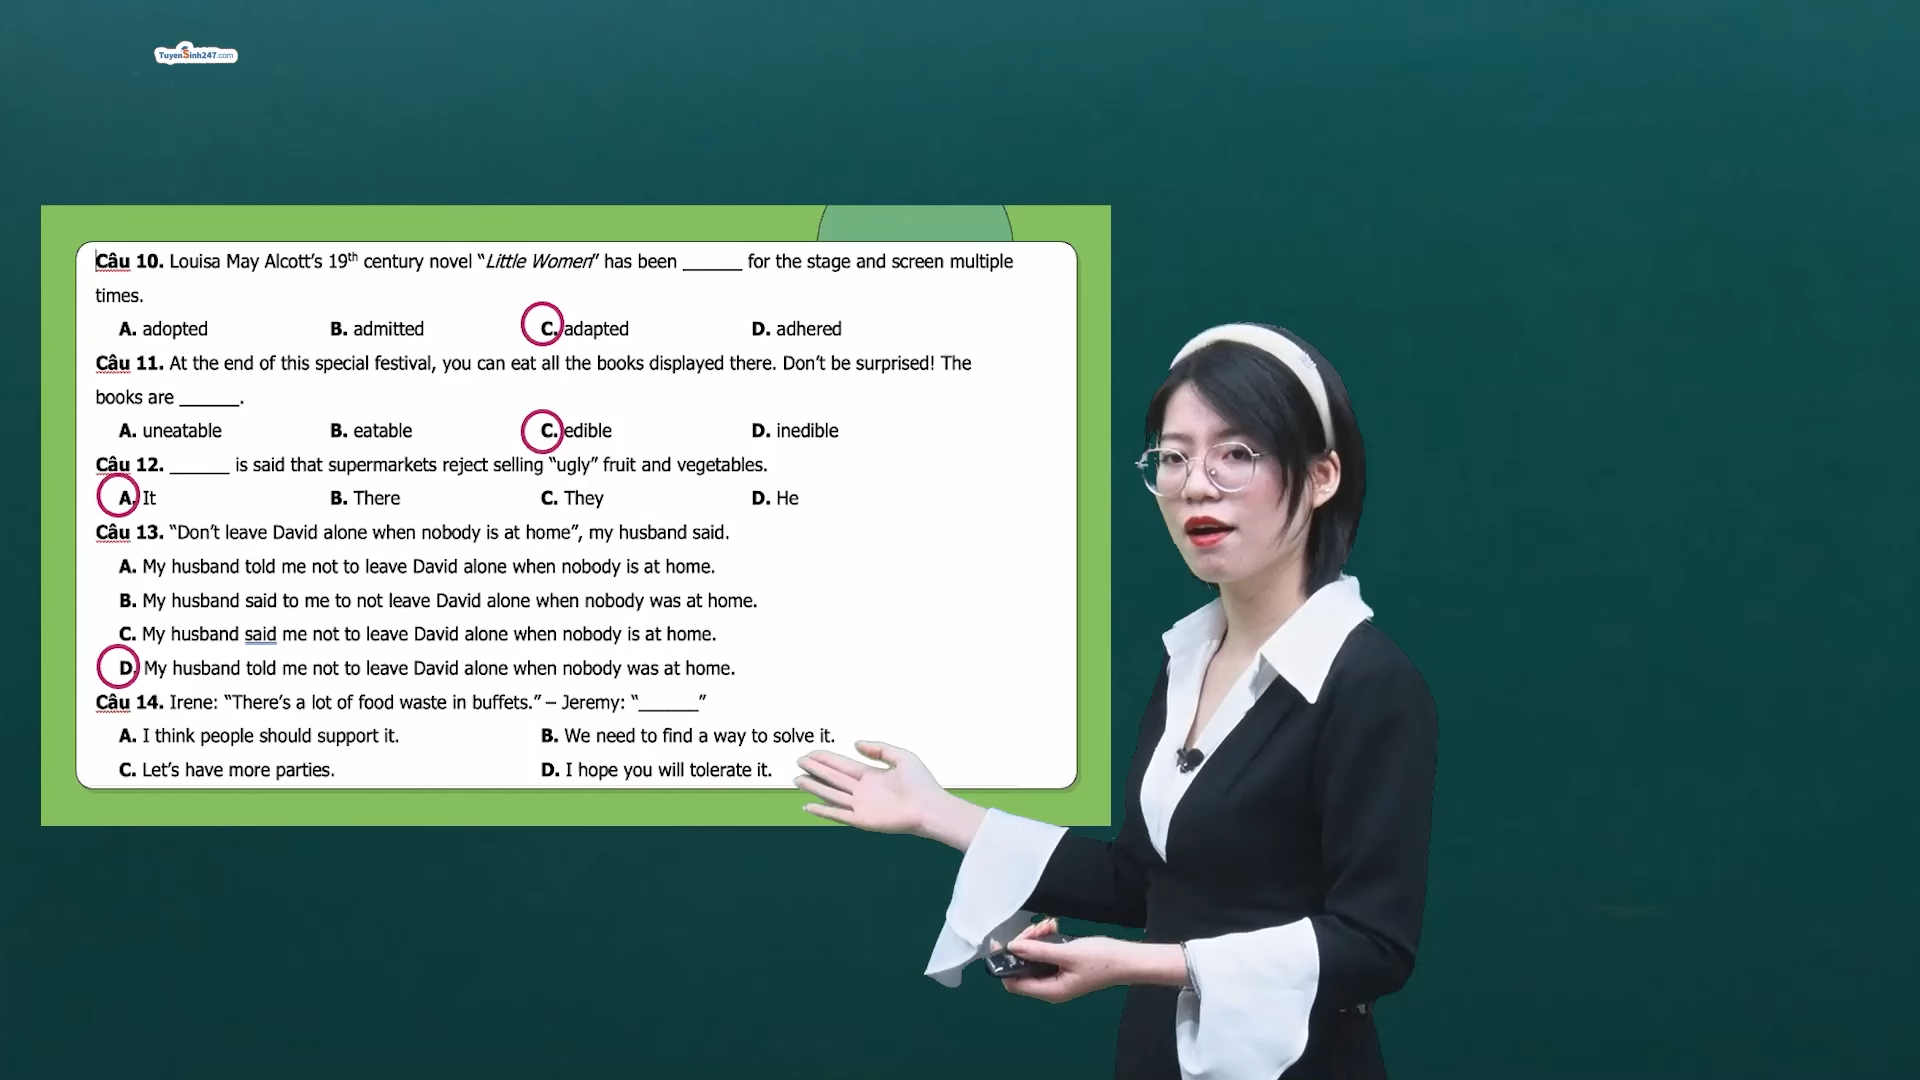 TuyenSinh247.com
Câu 10. Louisa May Alcott’s 19th century novel “Little Women” has been ______ for the stage and screen multiple
times.
A. adopted B. admitted C. adapted D. adhered
Câu 11. At the end of this special festival, you can eat all the books displayed there. Don’t be surprised! The
books are ______.
A. uneatable B. eatable C. edible D. inedible
Câu 12. ______ is said that supermarkets reject selling “ugly” fruit and vegetables.
A. It B. There C. They D. He
Câu 13. “Don’t leave David alone when nobody is at home”, my husband said.
A. My husband told me not to leave David alone when nobody is at home.
B. My husband said to me to not leave David alone when nobody was at home.
C. My husband said me not to leave David alone when nobody is at home.
D. My husband told me not to leave David alone when nobody was at home.
Câu 14. Irene: “There’s a lot of food waste in buffets.” – Jeremy: “______”
A. I think people should support it. B. We need to find a way to solve it.
C. Let’s have more parties. D. I hope you will tolerate it.